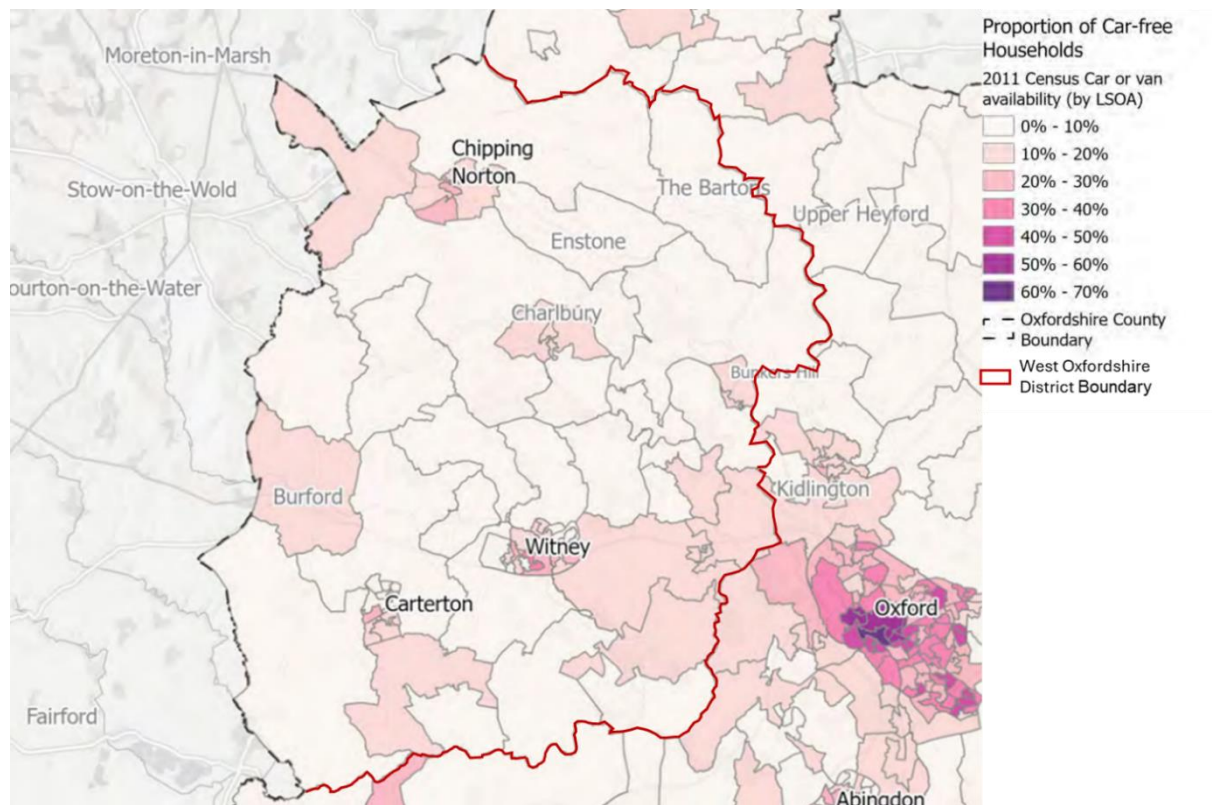 Proportion of Car-free
Households
2011 Census Car or van
availability (by LSOA)
0% - 10%
10% - 20%
20% - 30%
30% - 40%
40% - 50%
50% - 60%
60% - 70%
Oxfordshire County
Boundary
West Oxfordshire
District Boundary
Moreton-in-Marsh
Chipping
Norton
Stow-on-the-Wold
The Bartons
Upper Heyford
Enstone
ourton-on-the-Water
Charlbury
Bunkers Hill
Burford
Kidlington
Witney
Carterton
Oxford
Fairford
Abingdon